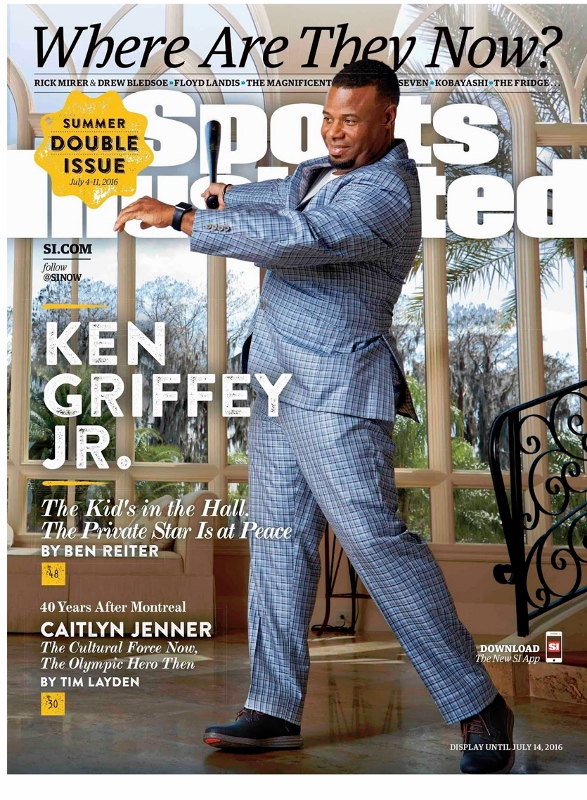 Where Are They Now?
RICK MIRER & DREW BLEDSOE • FLOYD LANDIS • THE MAGNIFICENT SEVEN • KOBAYASHI • THE FRIDGE...
Sports
Illustrated
SUMMER
DOUBLE
ISSUE
July 4-11, 2016
SI.COM
follow
@SINOW
KEN
GRIFFEY
JR.
The Kid's in the Hall.
The Private Star Is at Peace
BY BEN REITER
48
40 Years After Montreal
CAITLYN JENNER
The Cultural Force Now,
The Olympic Hero Then
BY TIM LAYDEN
30
DOWNLOAD
The New SI App
SI
DISPLAY UNTIL JULY 14, 2016